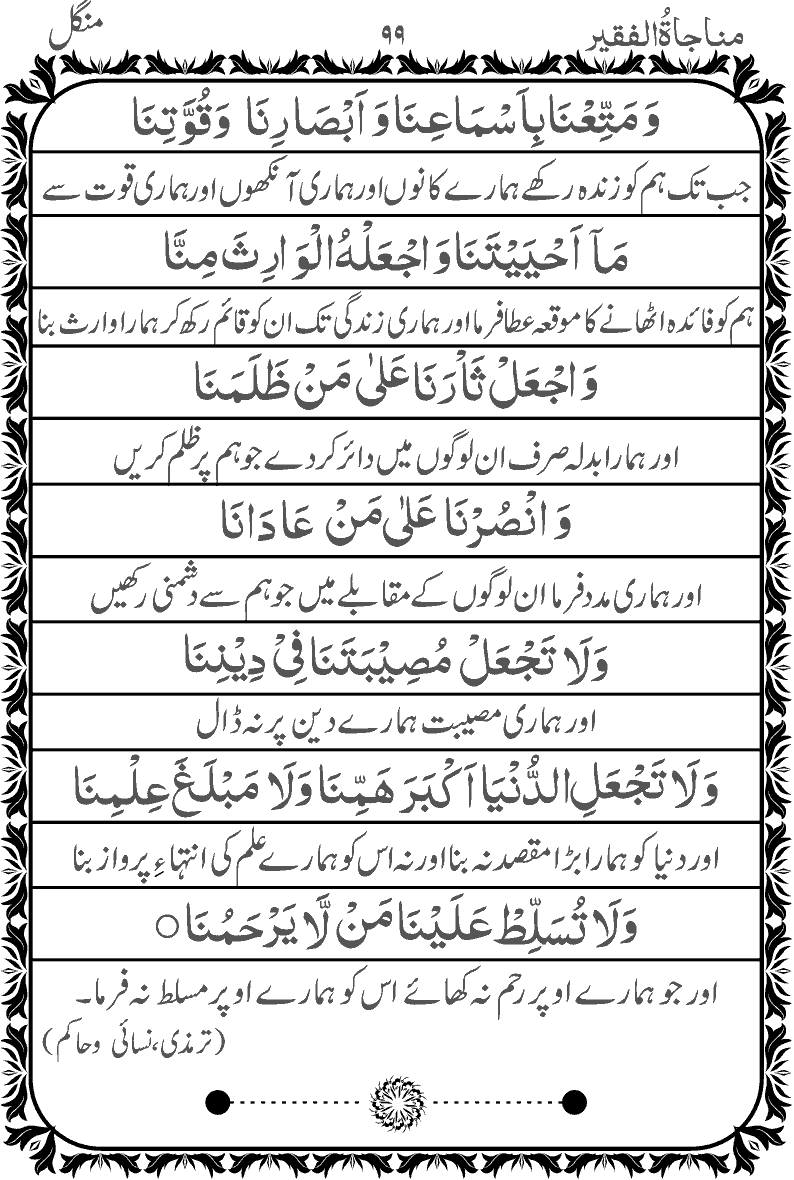 مناجاۃ الفقیر ۹۹ منگل
وَمَتِّعْنَا بِاَسْمَاعِنَا وَ اَبْصَارِنَا وَقُوَّتِنَا
جب تک ہم کو زندہ رکھے ہمارے کانوں اور ہماری آنکھوں اور ہماری قوت سے
مَآ اَحْيَيْتَنَا وَاجْعَلْهُ الْوَارِثَ مِنَّا
ہم کو فائدہ اٹھانے کا موقعہ عطا فرما اور ہماری زندگی تک ان کو قائم رکھ کر ہمارا وارث بنا
وَاجْعَلْ ثَاْرَنَا عَلٰى مَنْ ظَلَمَنَا
اور ہمارا بدلہ صرف ان لوگوں میں دائر کر دے جو ہم پر ظلم کریں
وَانْصُرْنَا عَلٰى مَنْ عَادَانَا
اور ہماری مدد فرما ان لوگوں کے مقابلے میں جو ہم سے دشمنی رکھیں
وَلَا تَجْعَلْ مُصِيْبَتَنَا فِيْ دِيْنِنَا
اور ہماری مصیبت ہمارے دین پر نہ ڈال
وَلَا تَجْعَلِ الدُّنْيَا اَكْبَرَ هَمِّنَا وَلَا مَبْلَغَ عِلْمِنَا
اور دنیا کو ہمارا بڑا مقصد نہ بنا اور نہ اس کو ہمارے علم کی انتہاءِ پرواز بنا
وَلَا تُسَلِّطْ عَلَيْنَا مَنْ لَّا يَرْحَمُنَا ○
اور جو ہمارے اوپر رحم نہ کھائے اس کو ہمارے اوپر مسلط نہ فرما۔
(ترمذی، نسائی وحاکم)